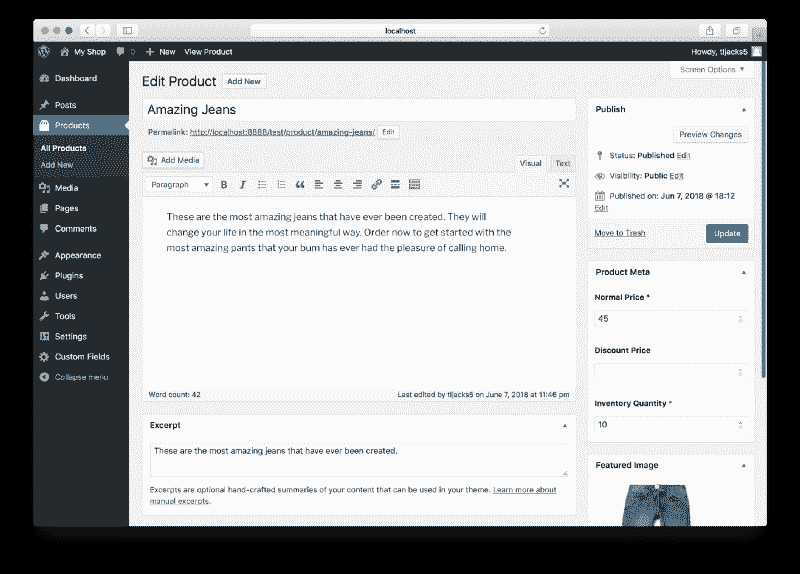 localhost
My Shop 0 New View Product Howdy, tijacks5
Screen Options
Dashboard
Posts
Products
All Products
Add New
Media
Pages
Comments
Appearance
Plugins
Users
Tools
Settings
Custom Fields
Collapse menu
Edit Product Add New
Amazing Jeans
Permalink: http://localhost:8888/test/product/amazing-jeans/ Edit
Add Media
Visual Text
Paragraph
These are the most amazing jeans that have ever been created. They will
change your life in the most meaningful way. Order now to get started with the
most amazing pants that your bum has ever had the pleasure of calling home.
Word count: 42 Last edited by tijacks5 on June 7, 2018 at 11:46 pm
Excerpt
These are the most amazing jeans that have ever been created.
Excerpts are optional hand-crafted summaries of your content that can be used in your theme. Learn more about
manual excerpts.
Publish
Preview Changes
Status: Published Edit
Visibility: Public Edit
Published on: Jun 7, 2018 @ 18:12
Edit
Move to Trash Update
Product Meta
Normal Price *
45
Discount Price
Inventory Quantity *
10
Featured Image